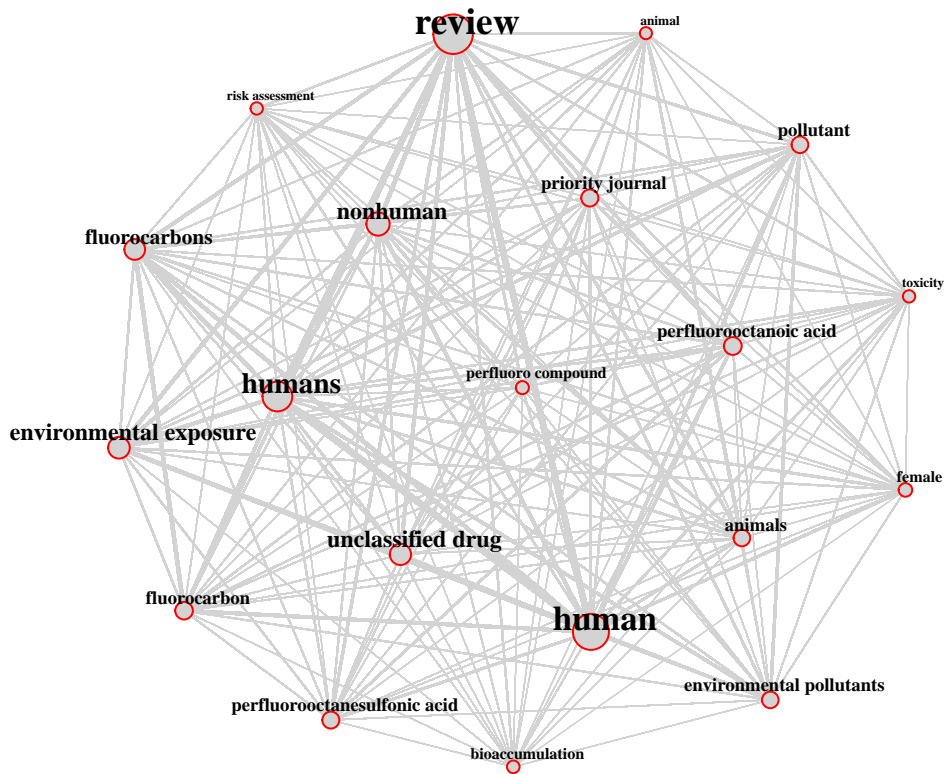 review
animal
risk assessment
pollutant
priority journal
nonhuman
fluorocarbons
toxicity
perfluorooctanoic acid
perfluoro compound
humans
environmental exposure
female
animals
unclassified drug
fluorocarbon
human
environmental pollutants
perfluorooctanesulfonic acid
bioaccumulation